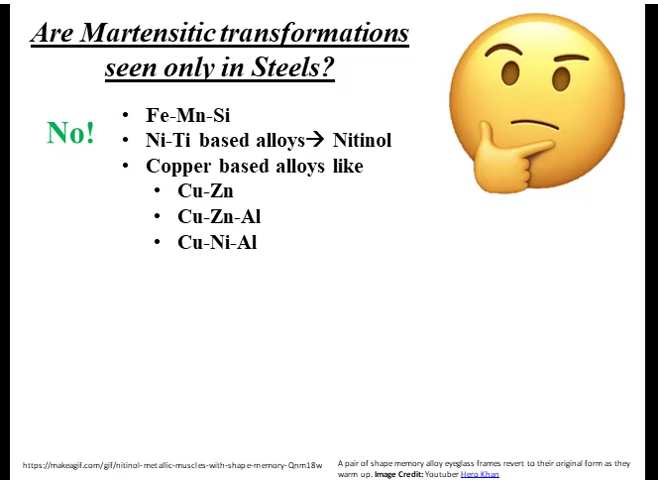 Are Martensitic transformations
seen only in Steels?
No!
• Fe-Mn-Si
• Ni-Ti based alloys→ Nitinol
• Copper based alloys like
• Cu-Zn
• Cu-Zn-Al
• Cu-Ni-Al
https://makeagif.com/gif/nitinol-metallic-muscles-with-shape-memory-Qnm18w
A pair of shape memory alloy eyeglass frames revert to their original form as they
warm up. Image Credit: Youtuber Hero Khan